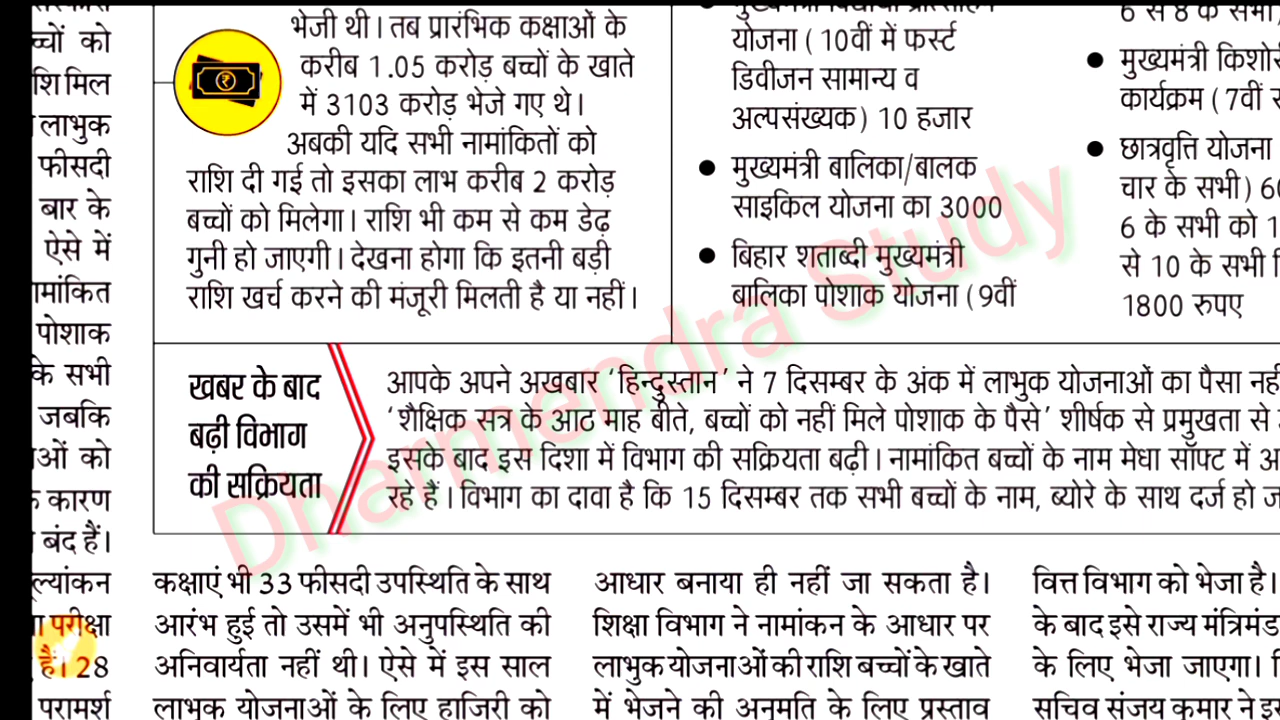 च्चों को
शि मिल
लाभुक
फीसदी
बार के
ऐसे में
मांकित
पोशाक
के सभी
जबकि
ओं को
कारण
बंद हैं।
ल्यांकन
परीक्षा
हैं। 28
परामर्श
भेजी थी। तब प्रारंभिक कक्षाओं के
करीब 1.05 करोड़ बच्चों के खाते
में 3103 करोड़ भेजे गए थे।
अबकी यदि सभी नामांकितों को
राशि दी गई तो इसका लाभ करीब 2 करोड़
बच्चों को मिलेगा। राशि भी कम से कम डेढ़
गुनी हो जाएगी। देखना होगा कि इतनी बड़ी
राशि खर्च करने की मंजूरी मिलती है या नहीं।
योजना ( 10वीं में फर्स्ट
डिवीजन सामान्य व
अल्पसंख्यक) 10 हजार
● मुख्यमंत्री बालिका/बालक
साइकिल योजना का 3000
● बिहार शताब्दी मुख्यमंत्री
बालिका पोशाक योजना (9वीं
6 से 8 के सभी
● मुख्यमंत्री किशोर
कार्यक्रम (7वीं
● छात्रवृत्ति योजना
चार के सभी)
6 के सभी को
से 10 के सभी
1800 रुपए
खबर के बाद
बढ़ी विभाग
की सक्रियता
आपके अपने अखबार ‘हिन्दुस्तान’ ने 7 दिसम्बर के अंक में लाभुक योजनाओं का पैसा
‘शैक्षिक सत्र के आठ माह बीते, बच्चों को नहीं मिले पोशाक के पैसे’ शीर्षक से प्रमुखता से
इसके बाद इस दिशा में विभाग की सक्रियता बढ़ी। नामांकित बच्चों के नाम मेधा सॉफ्ट में
रहे हैं। विभाग का दावा है कि 15 दिसम्बर तक सभी बच्चों के नाम, ब्योरे के साथ दर्ज हो
Dharmendra Study
कक्षाएं भी 33 फीसदी उपस्थिति के साथ
आरंभ हुई तो उसमें भी अनुपस्थिति की
अनिवार्यता नहीं थी। ऐसे में इस साल
लाभुक योजनाओं के लिए हाजिरी को
आधार बनाया ही नहीं जा सकता है।
शिक्षा विभाग ने नामांकन के आधार पर
लाभुक योजनाओं की राशि बच्चों के खाते
में भेजने की अनुमति के लिए प्रस्ताव
वित्त विभाग को भेजा है।
के बाद इसे राज्य मंत्रिमंड
के लिए भेजा जाएगा।
सचिव संजय कुमार ने